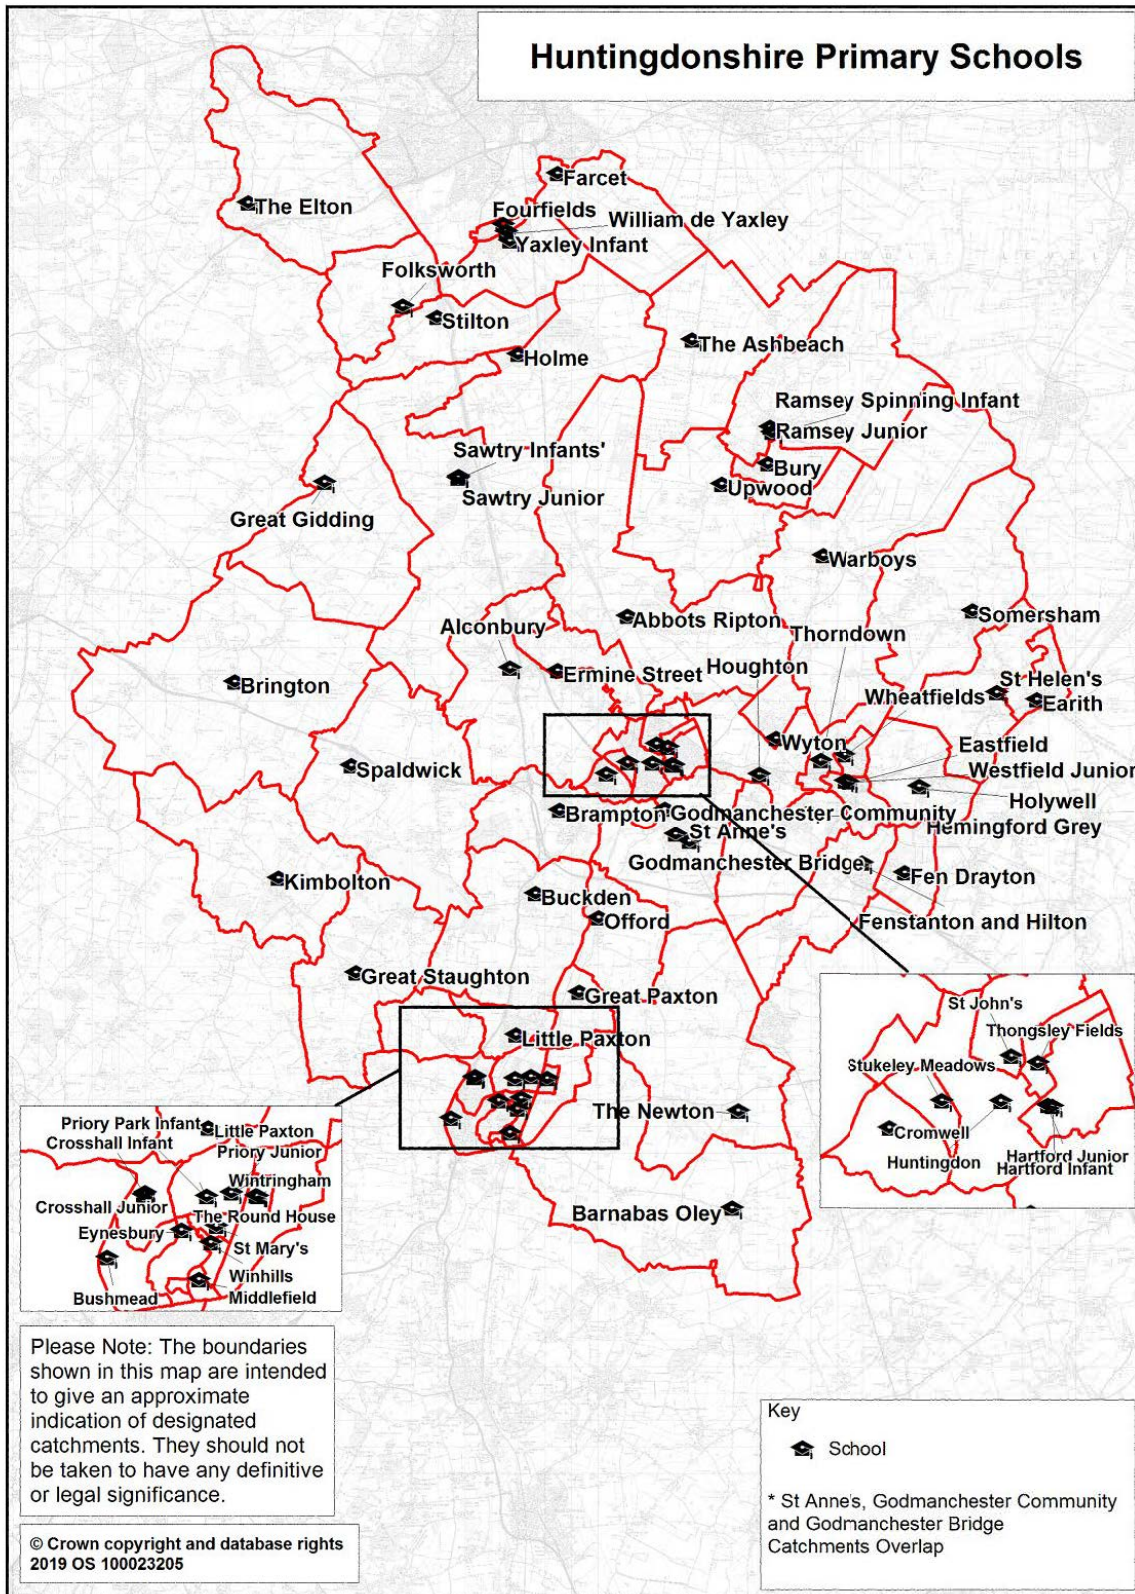 Huntingdonshire Primary Schools
Farcet
The Elton
Fourfields
William de Yaxley
Yaxley Infant
Folksworth
Stilton
The Ashbeach
Holme
Ramsey Spinning Infant
Ramsey Junior
Sawtry Infants'
Bury
Upwood
Sawtry Junior
Great Gidding
Warboys
Somersham
Abbots Ripton
Alconbury
Thorndown
Houghton
Ermine Street
St Helen's
Brington
Wheatfields
Earith
Wyton
Eastfield
Spaldwick
Westfield Junior
Holywell
Brampton
Godmanchester Community
Hemingford Grey
St Anne's
Godmanchester Bridge
Fen Drayton
Kimbolton
Buckden
Offord
Fenstanton and Hilton
Great Staughton
Great Paxton
Little Paxton
The Newton
Barnabas Oley
St John's
Thongsley Fields
Stukeley Meadows
Cromwell
Hartford Junior
Huntingdon
Hartford Infant
Priory Park Infant
Little Paxton
Crosshall Infant
Priory Junior
Wintringham
Crosshall Junior
The Round House
Eynesbury
St Mary's
Winhills
Bushmead
Middlefield
Please Note: The boundaries
shown in this map are intended
to give an approximate
indication of designated
catchments. They should not
be taken to have any definitive
or legal significance.
© Crown copyright and database rights
2019 OS 100023205
Key
School
* St Anne's, Godmanchester Community
and Godmanchester Bridge
Catchments Overlap